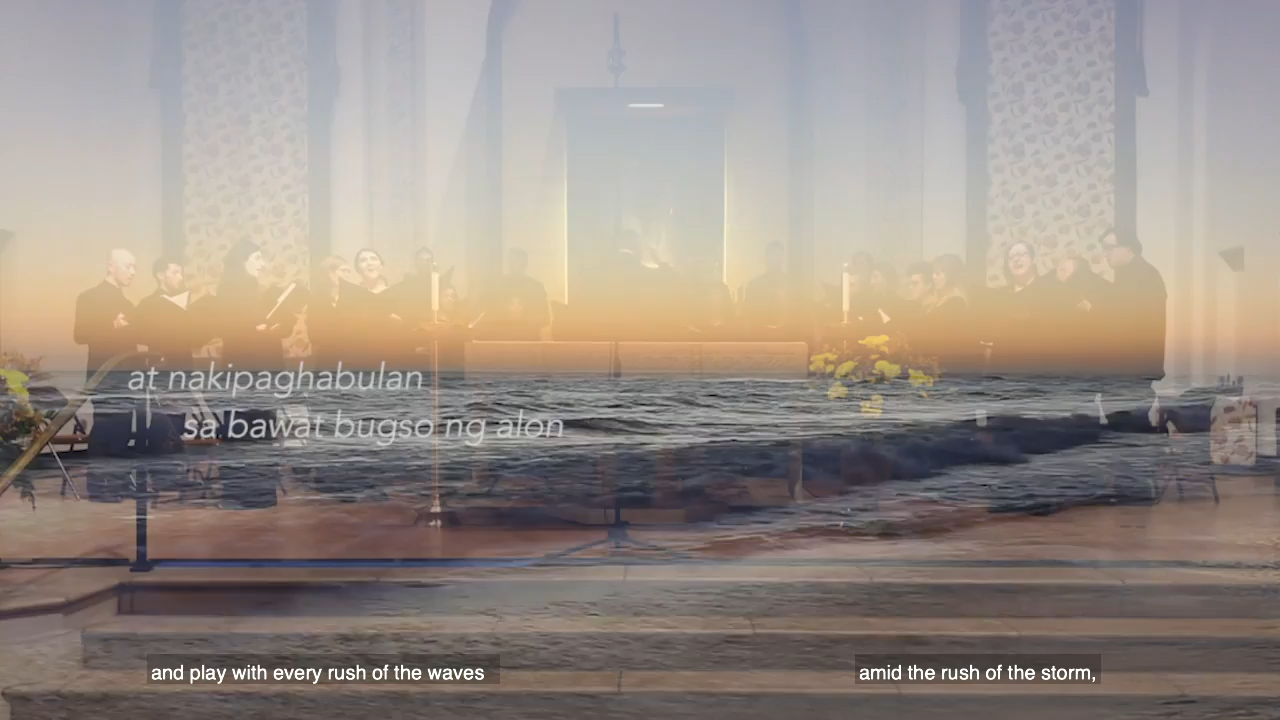 at nakipaghabulan
sa bawat bugso ng alon
and play with every rush of the waves
amid the rush of the storm,